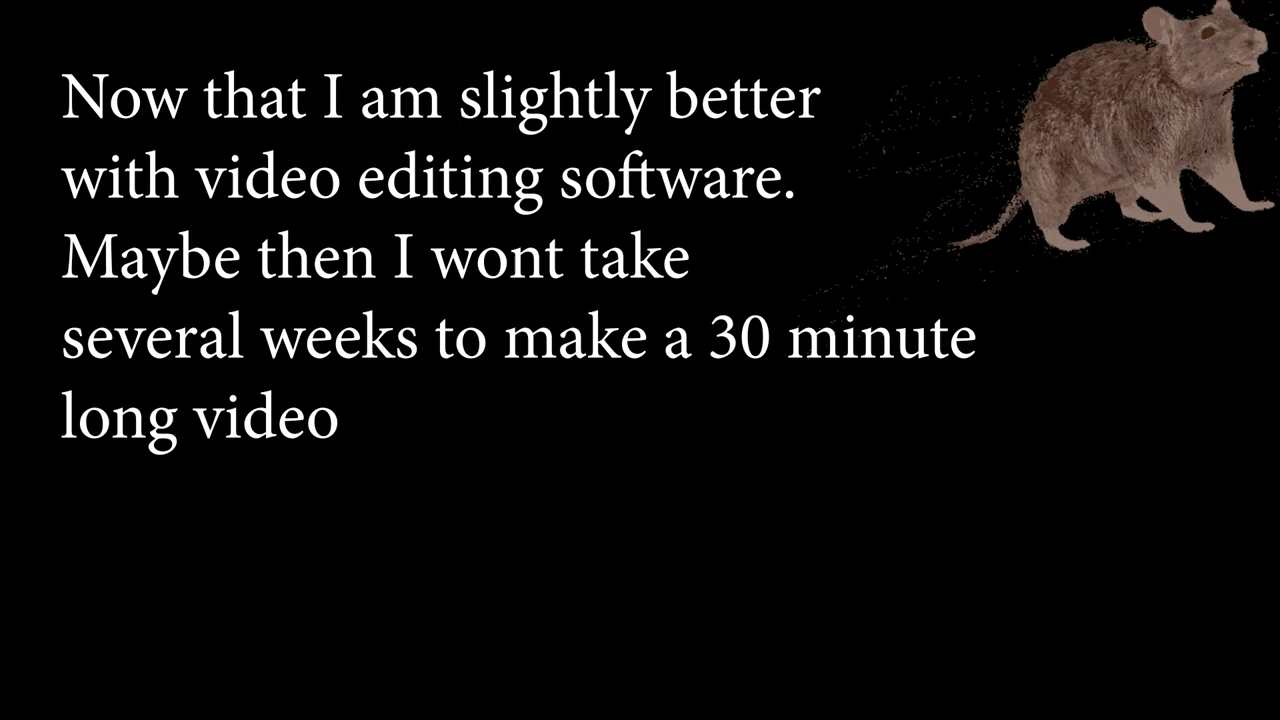 Now that I am slightly better
with video editing software.
Maybe then I wont take
several weeks to make a 30 minute
long video